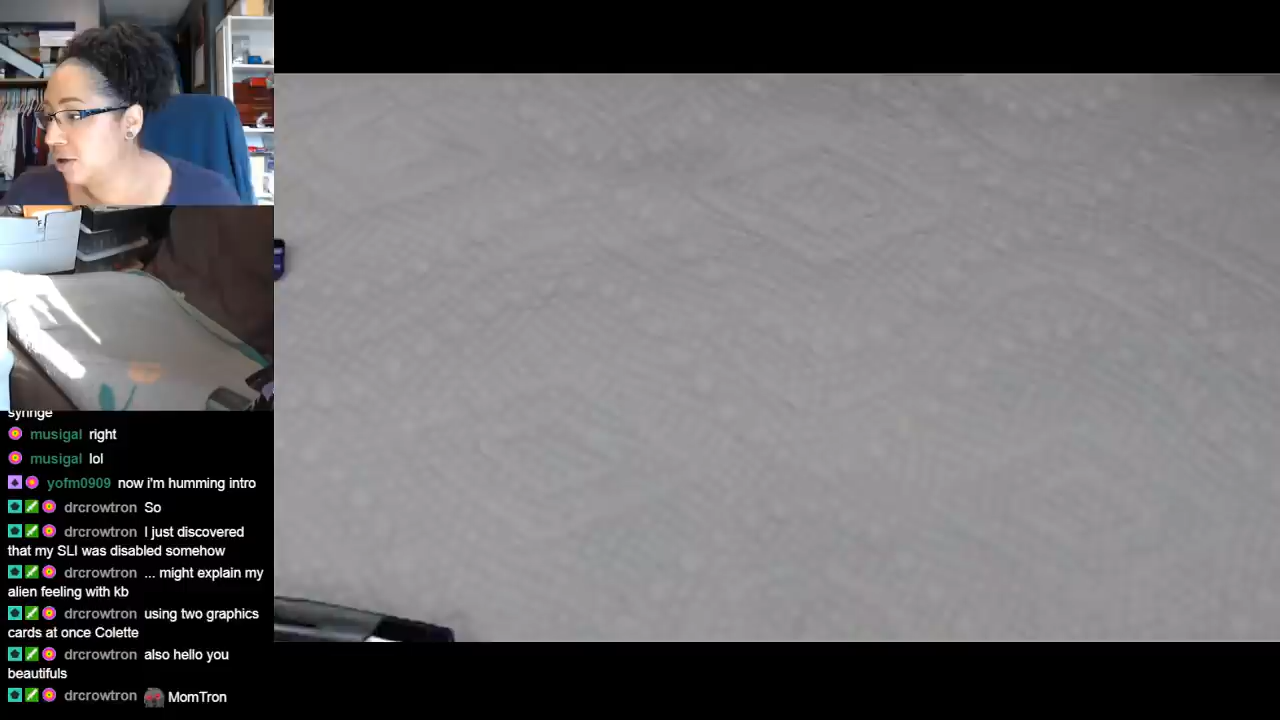 syringe
musigal right
musigal lol
yofm0909 now i'm humming intro
drcrowtron So
drcrowtron I just discovered
that my SLI was disabled somehow
drcrowtron ... might explain my
alien feeling with kb
drcrowtron using two graphics
cards at once Colette
drcrowtron also hello you
beautifuls
drcrowtron MomTron